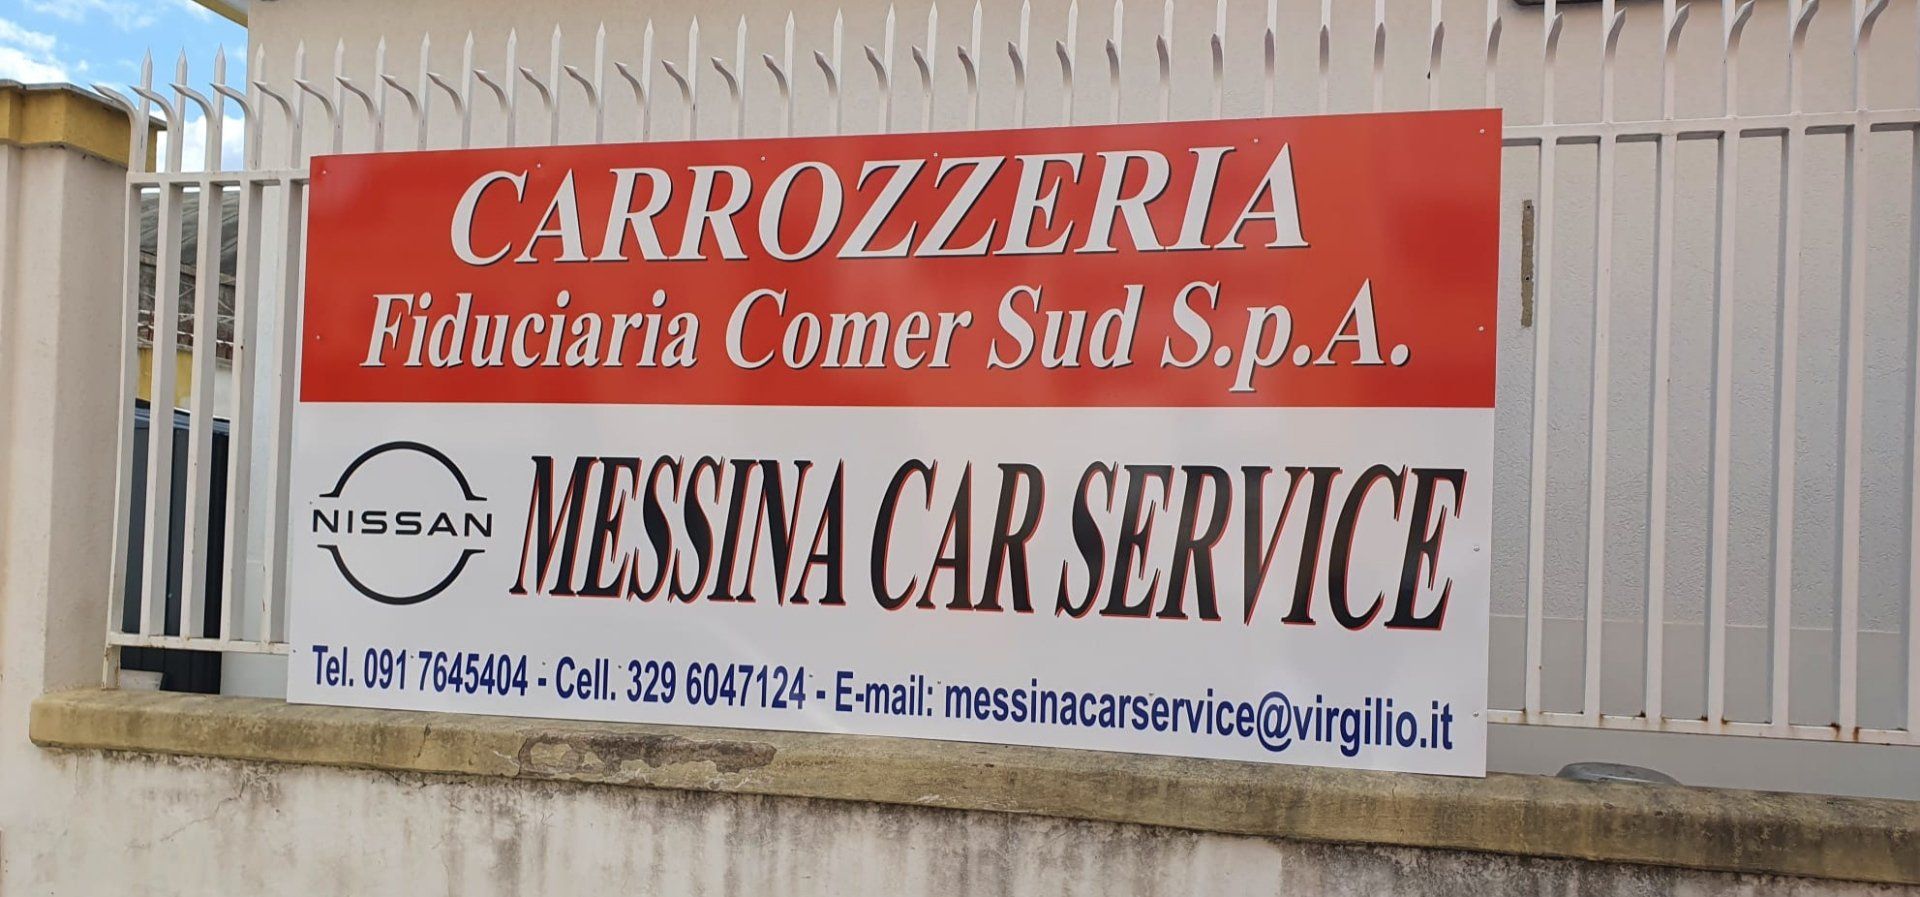 CARROZZERIA
Fiduciaria Comer Sud S.p.A.
NISSAN
MESSINA CAR SERVICE
Tel. 091 7645404 - Cell. 329 6047124 - E-mail: messinacarservice@virgilio.it